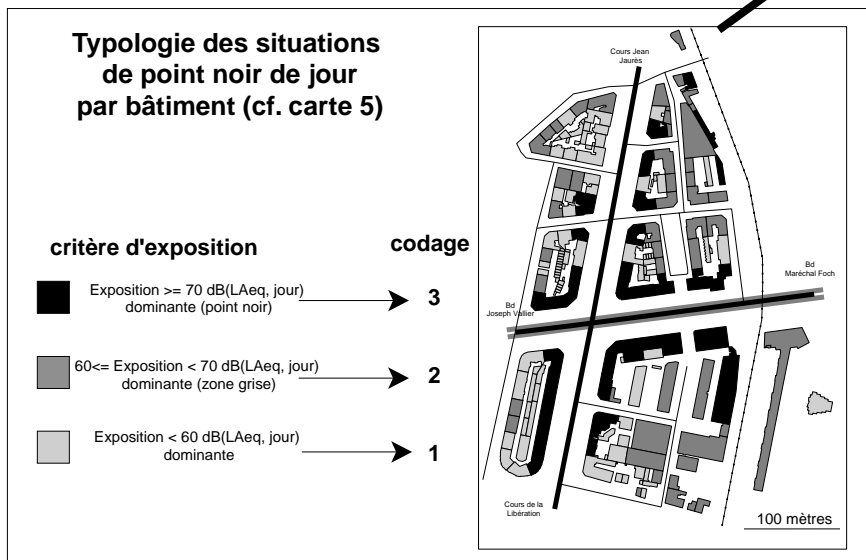 Typologie des situations
de point noir de jour
par bâtiment (cf. carte 5)
critère d'exposition
codage
Exposition >= 70 dB(LAeq, jour)
dominante (point noir)
3
60<= Exposition < 70 dB(LAeq, jour)
dominante (zone grise)
2
Exposition < 60 dB(LAeq, jour)
dominante
1
Cours Jean
Jaurès
Bd
Maréchal Foch
Bd
Joseph Vallier
Cours de la
Libération
100 mètres